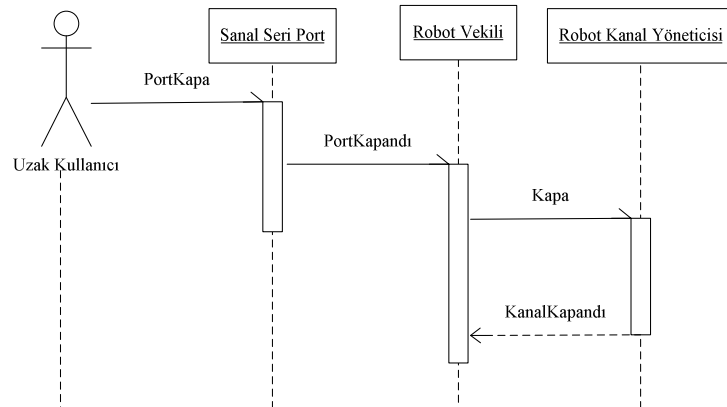 Sanal Seri Port
Robot Vekili
Robot Kanal Yöneticisi
PortKapa
PortKapandı
Uzak Kullanıcı
Kapa
KanalKapandı